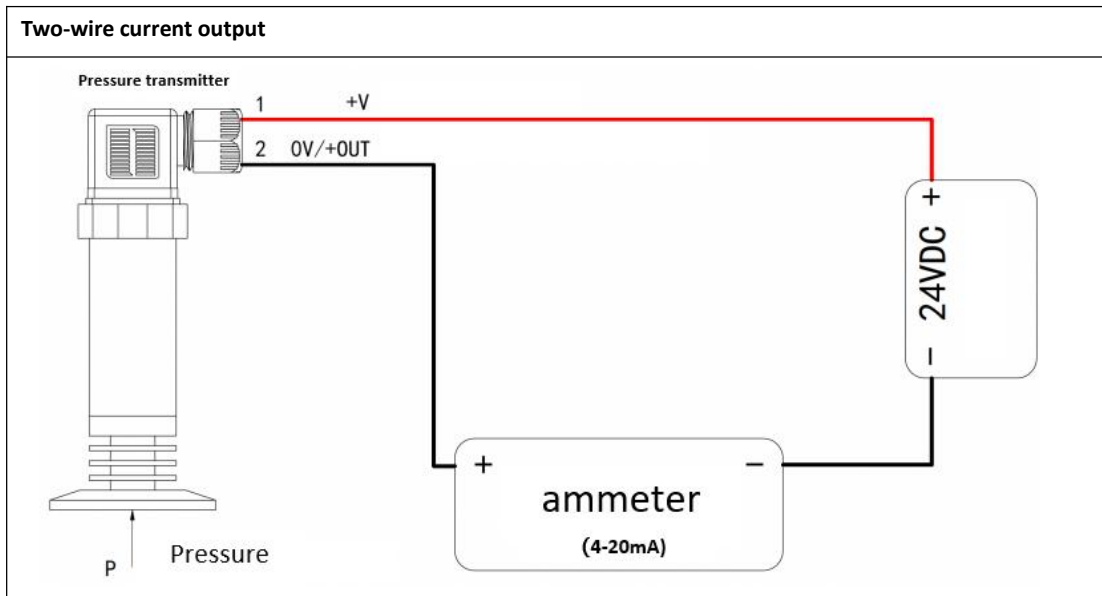 Two-wire current output
Pressure transmitter
1 +V
2 0V/+OUT
+ 24VDC −
+ −
ammeter
(4-20mA)
P Pressure